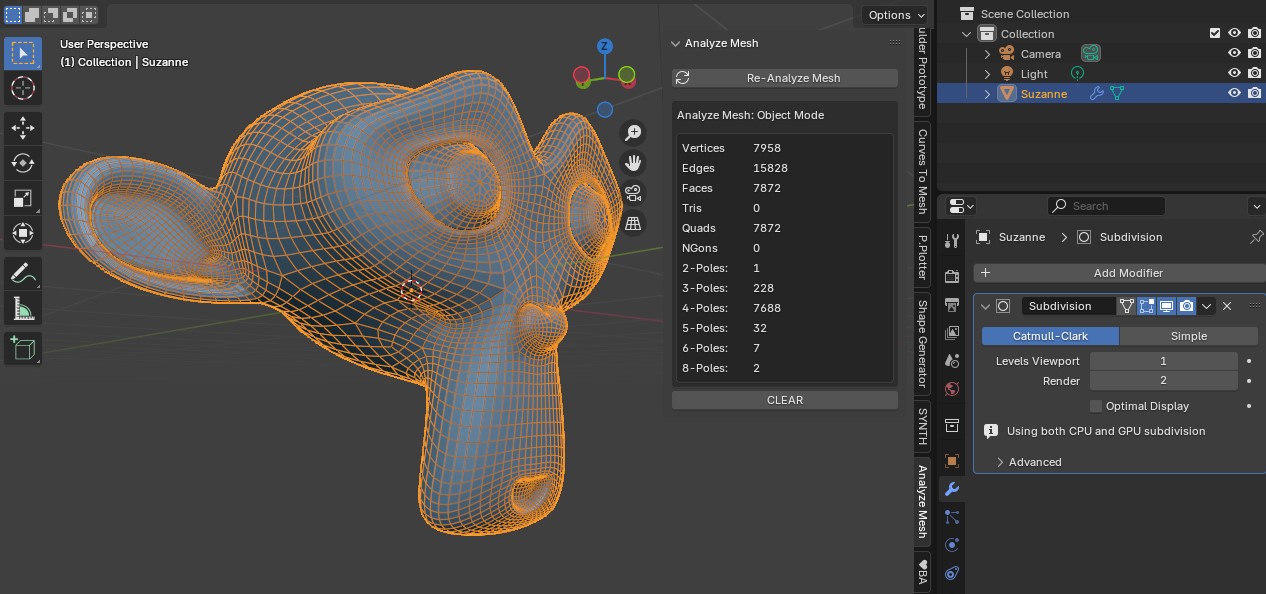 Options
User Perspective
(1) Collection | Suzanne
Z
Analyze Mesh
Re-Analyze Mesh
Analyze Mesh: Object Mode
Vertices 7958
Edges 15828
Faces 7872
Tris 0
Quads 7872
NGons 0
2-Poles: 1
3-Poles: 228
4-Poles: 7688
5-Poles: 32
6-Poles: 7
8-Poles: 2
CLEAR
ulder Prototype
Curves To Mesh
P.Plotter
Shape Generator
SYNTH
Analyze Mesh
♥BA
Scene Collection
Collection
Camera
Light
Suzanne
Search
Suzanne > Subdivision
+ Add Modifier
Subdivision
Catmull-Clark Simple
Levels Viewport 1
Render 2
Optimal Display
Using both CPU and GPU subdivision
Advanced